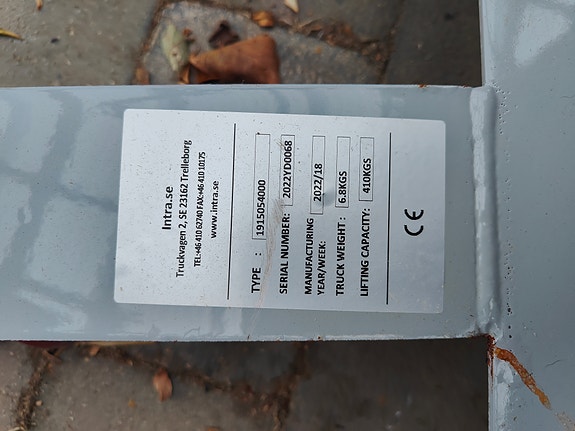 Intra.se
Truckvagen 2, SE 23162 Trelleborg
TEL:+46 410 62740 FAX:+46 410 10175
www.intra.se
TYPE : 1915054000
SERIAL NUMBER: 2022YD0068
MANUFACTURING
YEAR/WEEK: 2022/18
TRUCK WEIGHT : 6.8KGS
LIFTING CAPACITY: 410KGS
CE